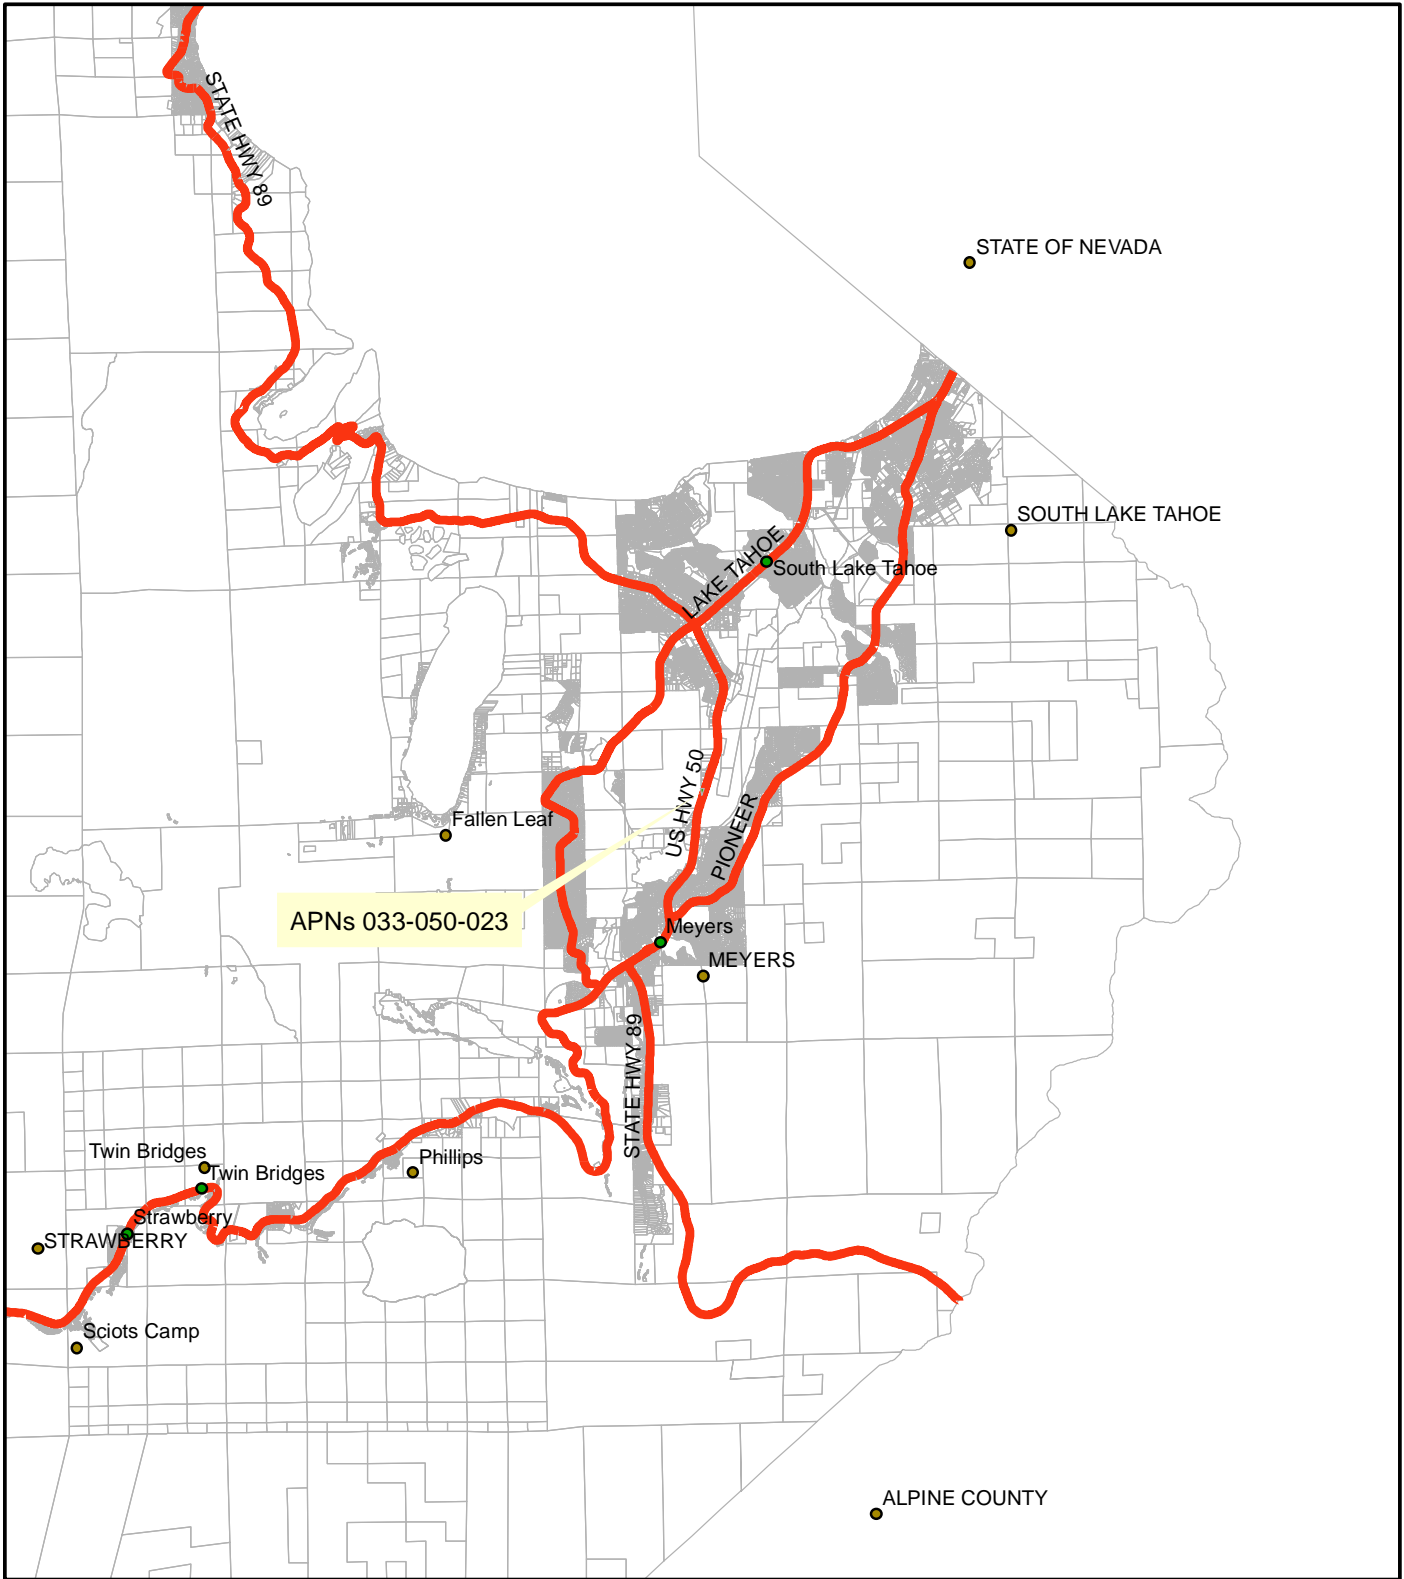 STATE HWY 89
STATE OF NEVADA
SOUTH LAKE TAHOE
LAKE TAHOE
South Lake Tahoe
US HWY 50
PIONEER
Fallen Leaf
APNs 033-050-023
Meyers
MEYERS
STATE HWY 89
Twin Bridges
Twin Bridges
Phillips
Strawberry
STRAWBERRY
Sciots Camp
ALPINE COUNTY